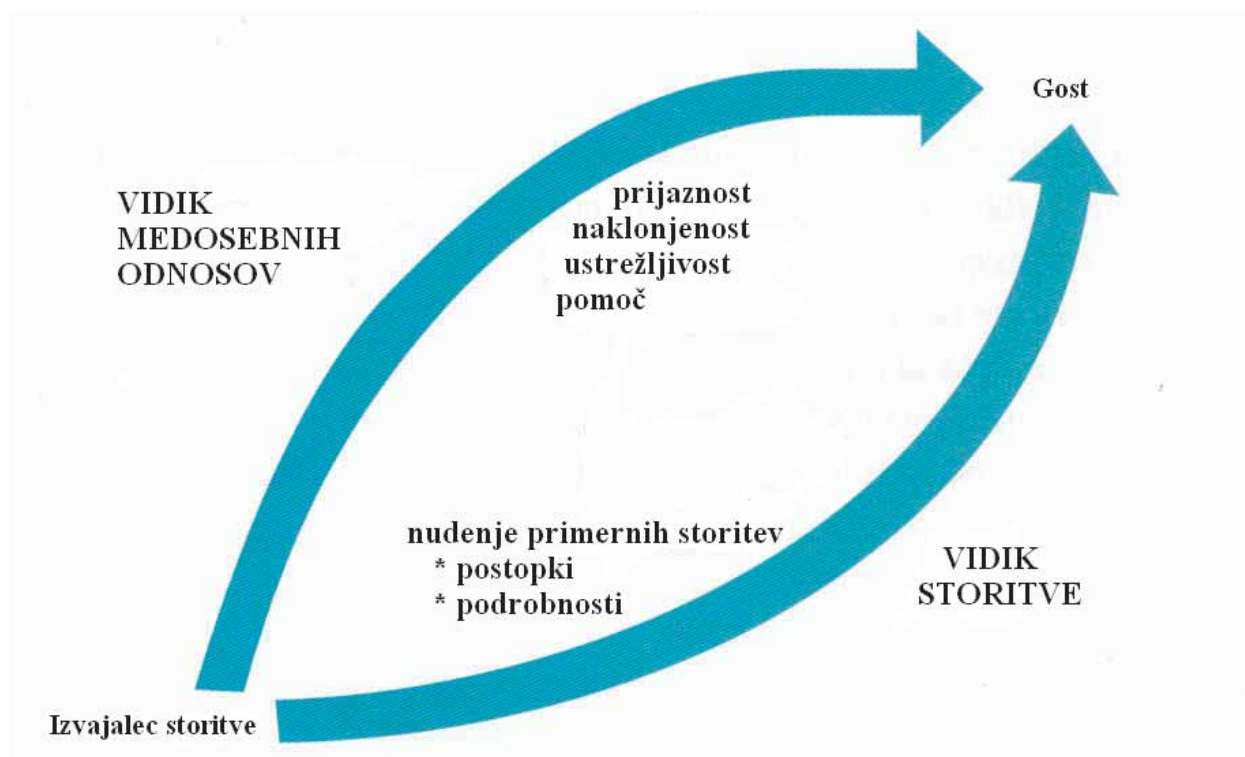 Gost
VIDIK
MEDOSEBNIH
ODNOSOV
prijaznost
naklonjenost
ustrežljivost
pomoč
nudenje primernih storitev
* postopki
* podrobnosti
VIDIK
STORITVE
Izvajalec storitve